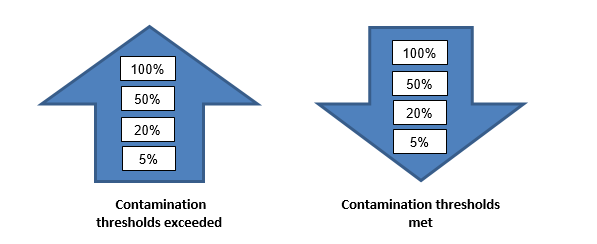 100%
50%
20%
5%
Contamination
thresholds exceeded
100%
50%
20%
5%
Contamination thresholds
met